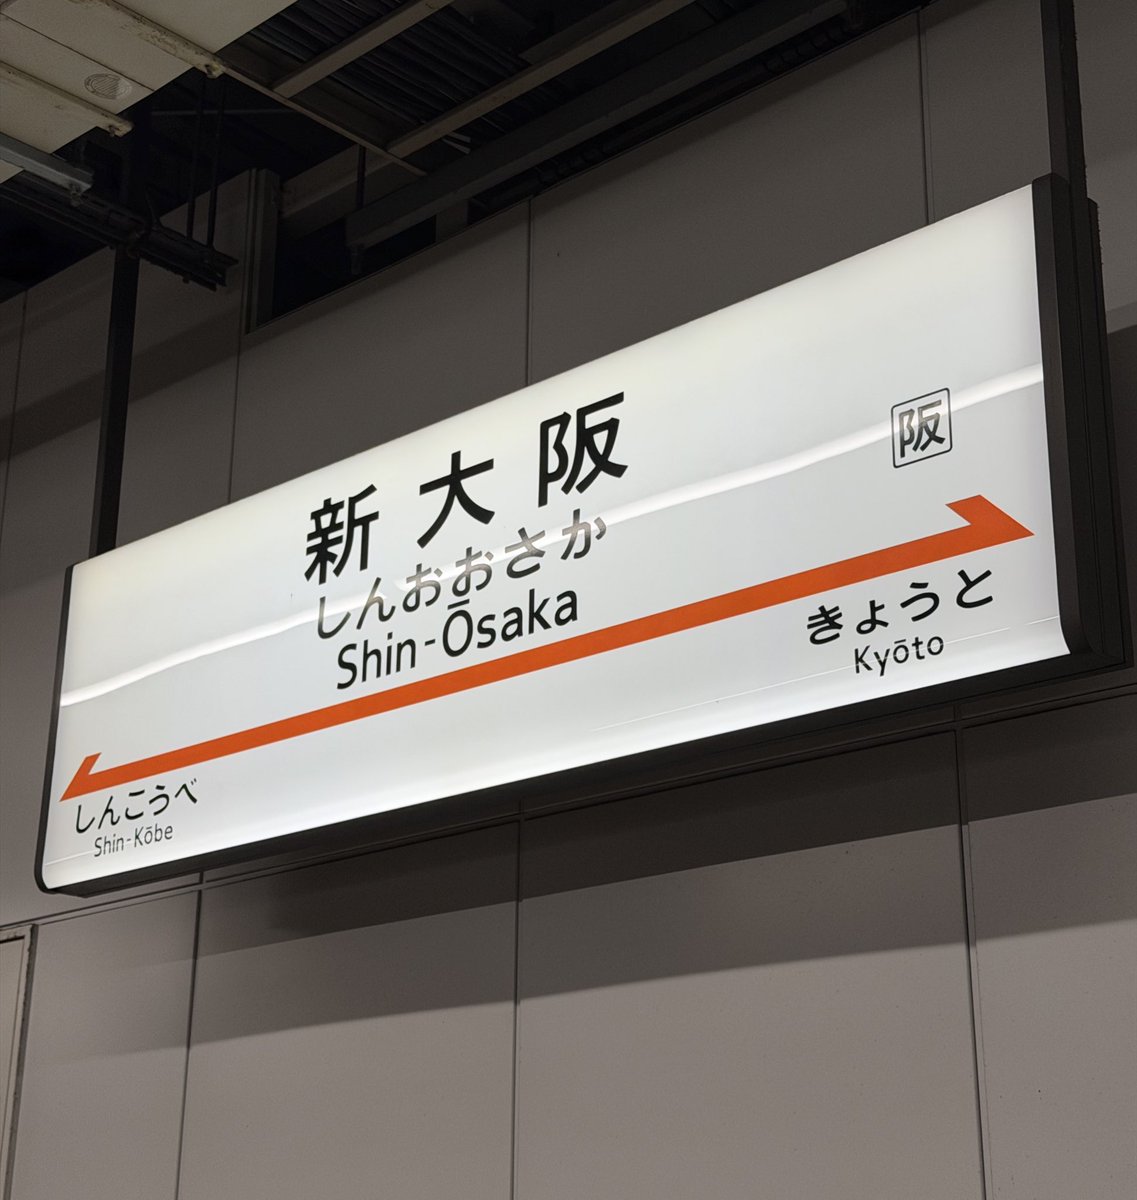 新大阪
阪
しんおおさか
Shin-Ōsaka
きょうと
Kyōto
しんこうべ
Shin-Kōbe